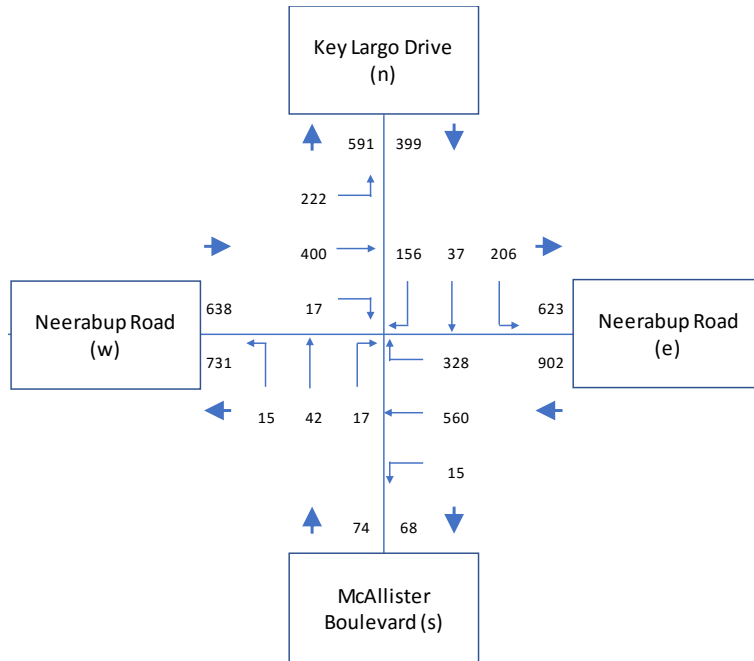 Key Largo Drive
(n)
591 399
222
400 156 37 206
638 17 623
Neerabup Road
(w)
Neerabup Road
(e)
731 328 902
15 42 17 560
15
74 68
McAllister
Boulevard (s)